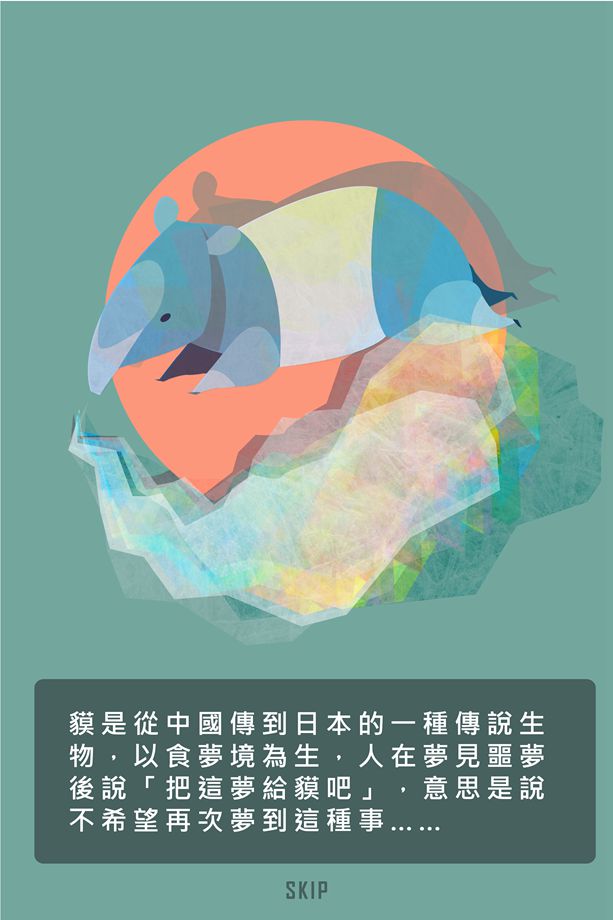 貘是從中國傳到日本的一種傳說生
物，以食夢境為生，人在夢見噩夢
後說「把這夢給貘吧」，意思是說
不希望再次夢到這種事……
SKIP